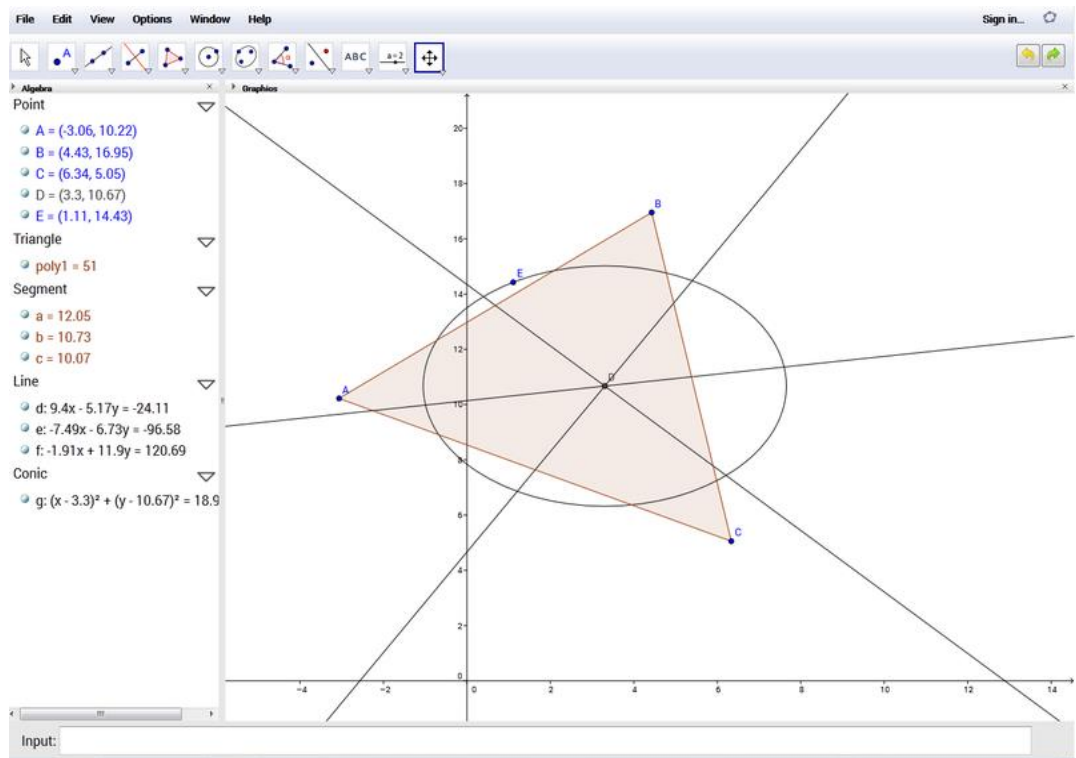 File Edit View Options Window Help Sign in...
A ABC a=2
Algebra × Graphics ×
Point
A = (-3.06, 10.22)
B = (4.43, 16.95)
C = (6.34, 5.05)
D = (3.3, 10.67)
E = (1.11, 14.43)
Triangle
poly1 = 51
Segment
a = 12.05
b = 10.73
c = 10.07
Line
d: 9.4x - 5.17y = -24.11
e: -7.49x - 6.73y = -96.58
f: -1.91x + 11.9y = 120.69
Conic
g: (x - 3.3)² + (y - 10.67)² = 18.9
20
18
B
16
E
14
12
D
A
10
8
C
6
4
2
0
-4 -2 0 2 4 6 8 10 12 14
Input: